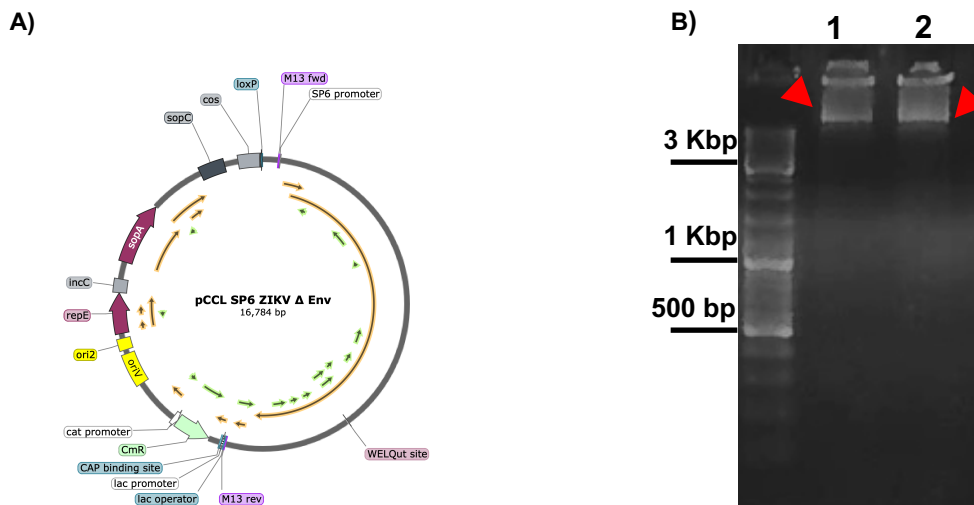 A)
B)
1
2
loxP
M13 fwd
SP6 promoter
cos
sopC
sopA
incC
repE
ori2
oriV
pCCL SP6 ZIKV Δ Env
16,784 bp
cat promoter
CmR
CAP binding site
lac promoter
lac operator
M13 rev
WELQut site
3 Kbp
1 Kbp
500 bp